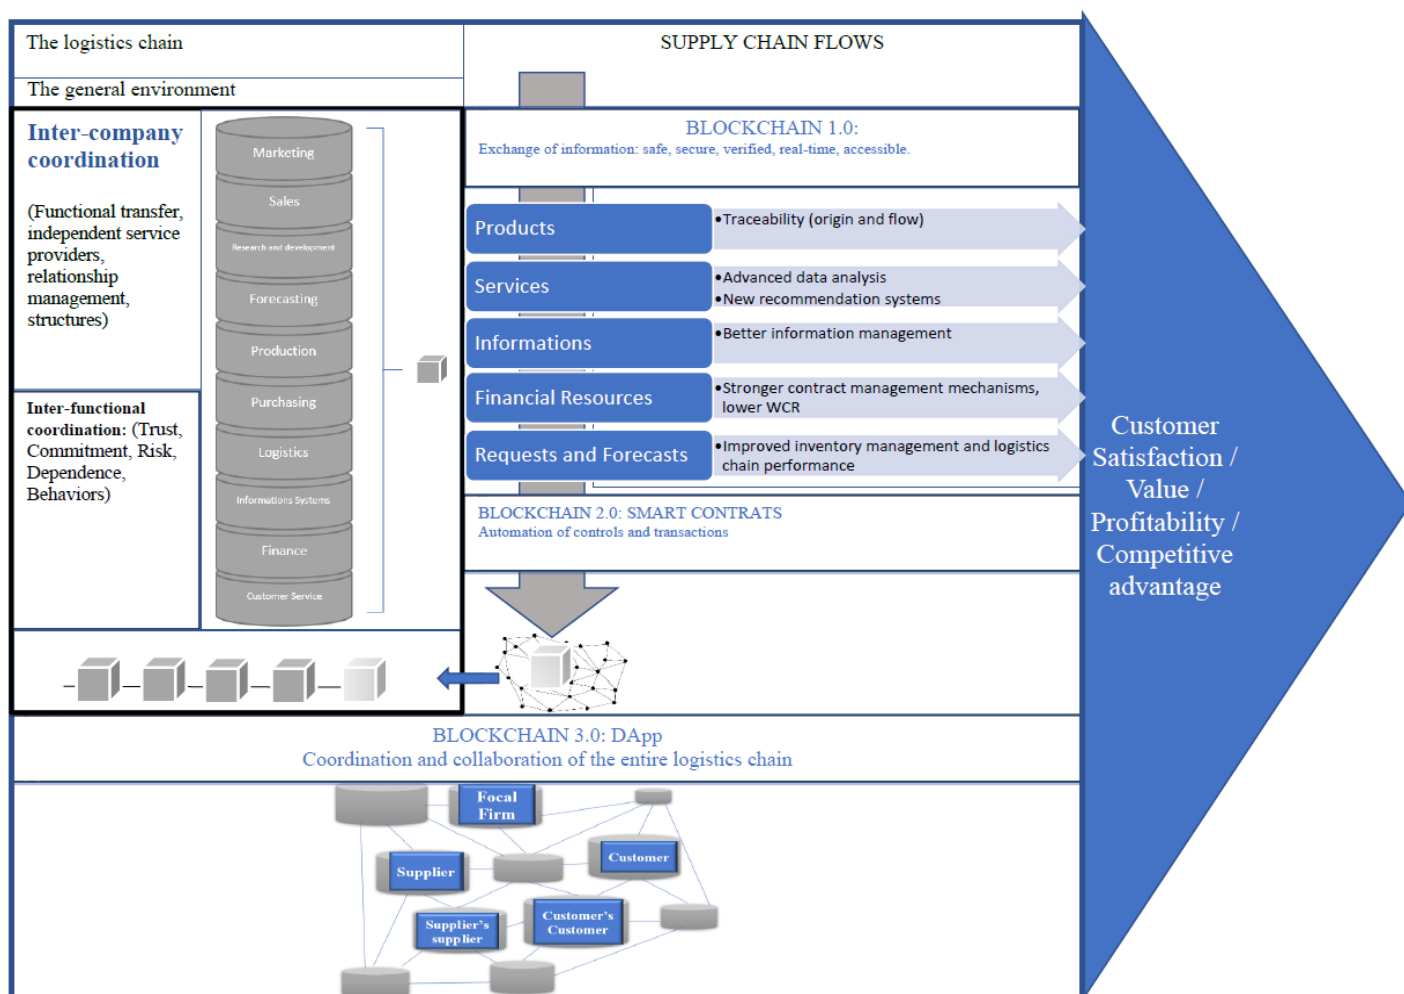 The logistics chain
SUPPLY CHAIN FLOWS
The general environment
Inter-company
coordination
(Functional transfer,
independent service
providers,
relationship
management,
structures)
Inter-functional
coordination: (Trust,
Commitment, Risk,
Dependence,
Behaviors)
Marketing
Sales
Research and development
Forecasting
Production
Purchasing
Logistics
Informations Systems
Finance
Customer Service
BLOCKCHAIN 1.0:
Exchange of information: safe, secure, verified, real-time, accessible.
Products
•Traceability (origin and flow)
Services
•Advanced data analysis
•New recommendation systems
Informations
•Better information management
Financial Resources
•Stronger contract management mechanisms,
lower WCR
Requests and Forecasts
•Improved inventory management and logistics
chain performance
BLOCKCHAIN 2.0: SMART CONTRATS
Automation of controls and transactions
Customer
Satisfaction /
Value /
Profitability /
Competitive
advantage
BLOCKCHAIN 3.0: DApp
Coordination and collaboration of the entire logistics chain
Focal
Firm
Supplier
Customer
Supplier's
supplier
Customer's
Customer